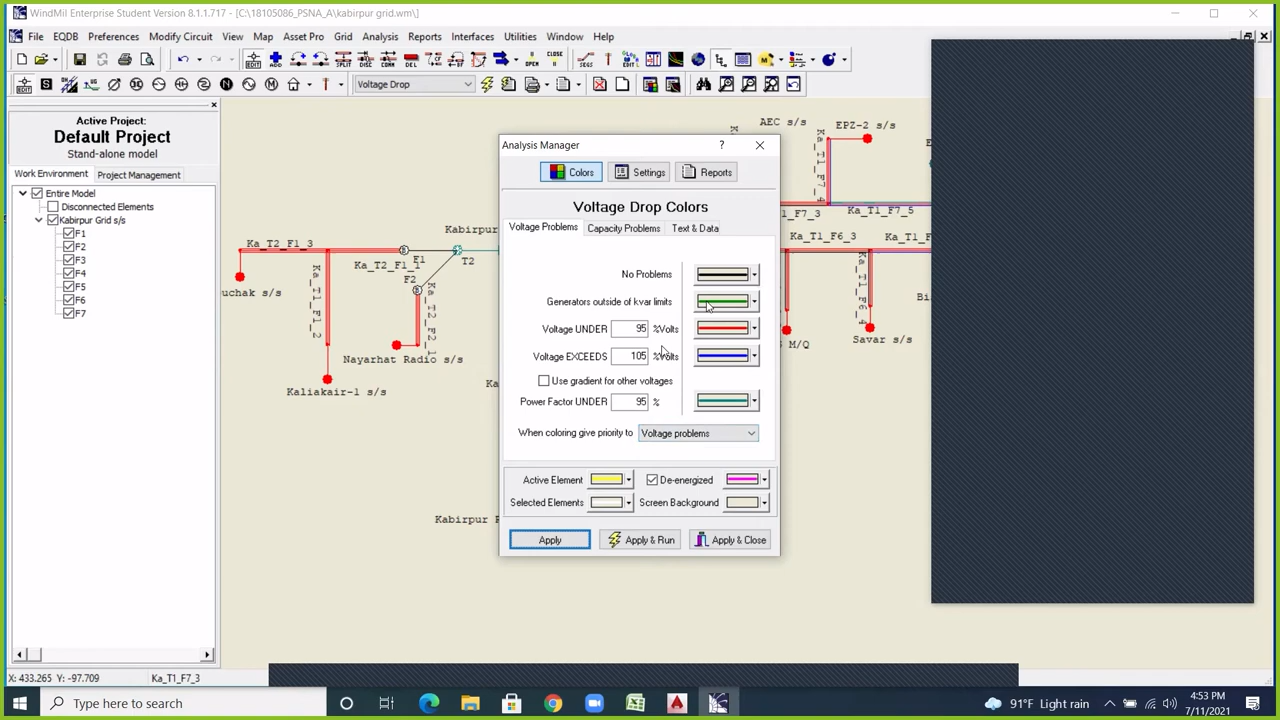 WindMil Enterprise Student Version 8.1.1.717 - [C:\18105086_PSNA_A\kabirpur grid.wm\]
File EQDB Preferences Modify Circuit View Map Asset Pro Grid Analysis Reports Interfaces Utilities Window Help
Voltage Drop
Active Project:
Default Project
Stand-alone model
Work Environment Project Management
Entire Model
Disconnected Elements
Kabirpur Grid s/s
F1
F2
F3
F4
F5
F6
F7
Ka_T2_F1_3
F1
F2
T2
Ka_T1_F1_2
Ka_T2_F2_1
uchak s/s
Nayarhat Radio s/s
Kaliakair-1 s/s
AEC s/s
EPZ-2 s/s
Ka_T1_F7_4
_F7_3
Ka_T1_F7_5
Ka_T1_F6_3
Ka_T1_F6_4
M/Q
Savar s/s
Analysis Manager
?
Colors Settings Reports
Voltage Drop Colors
Voltage Problems Capacity Problems Text & Data
No Problems
Generators outside of kvar limits
Voltage UNDER 95 %Volts
Voltage EXCEEDS 105 %Volts
Use gradient for other voltages
Power Factor UNDER 95 %
When coloring give priority to Voltage problems
Active Element De-energized
Selected Elements Screen Background
Apply Apply & Run Apply & Close
X: 433.265 Y: -97.709 Ka_T1_F7_3
Type here to search
91°F Light rain
4:53 PM
7/11/2021